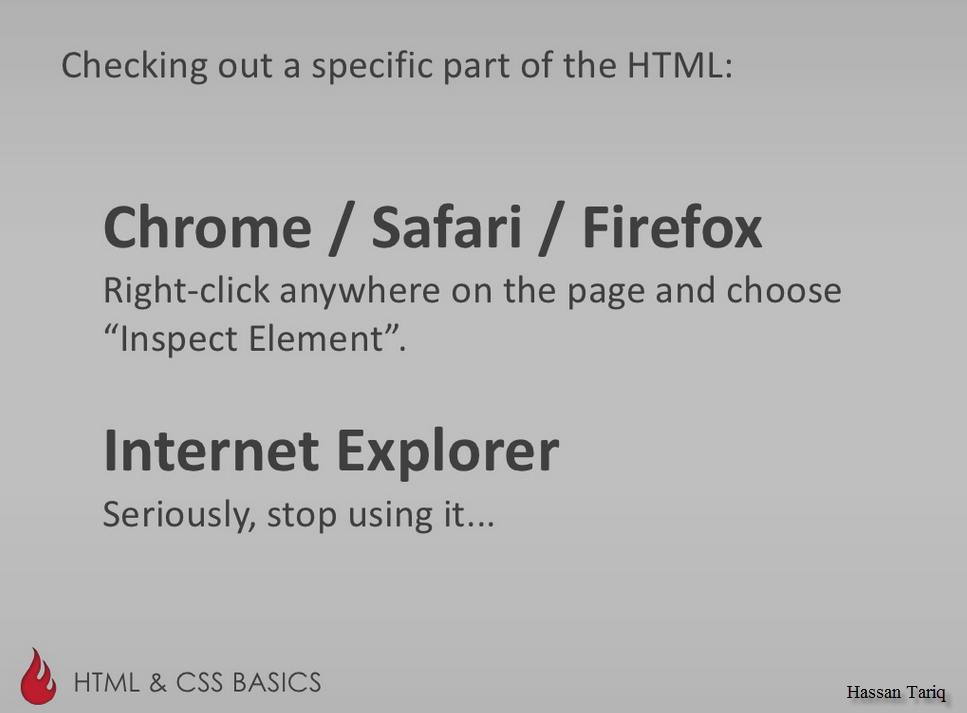 Checking out a specific part of the HTML:
Chrome / Safari / Firefox
Right-click anywhere on the page and choose
“Inspect Element”.
Internet Explorer
Seriously, stop using it...
HTML & CSS BASICS
Hassan Tariq